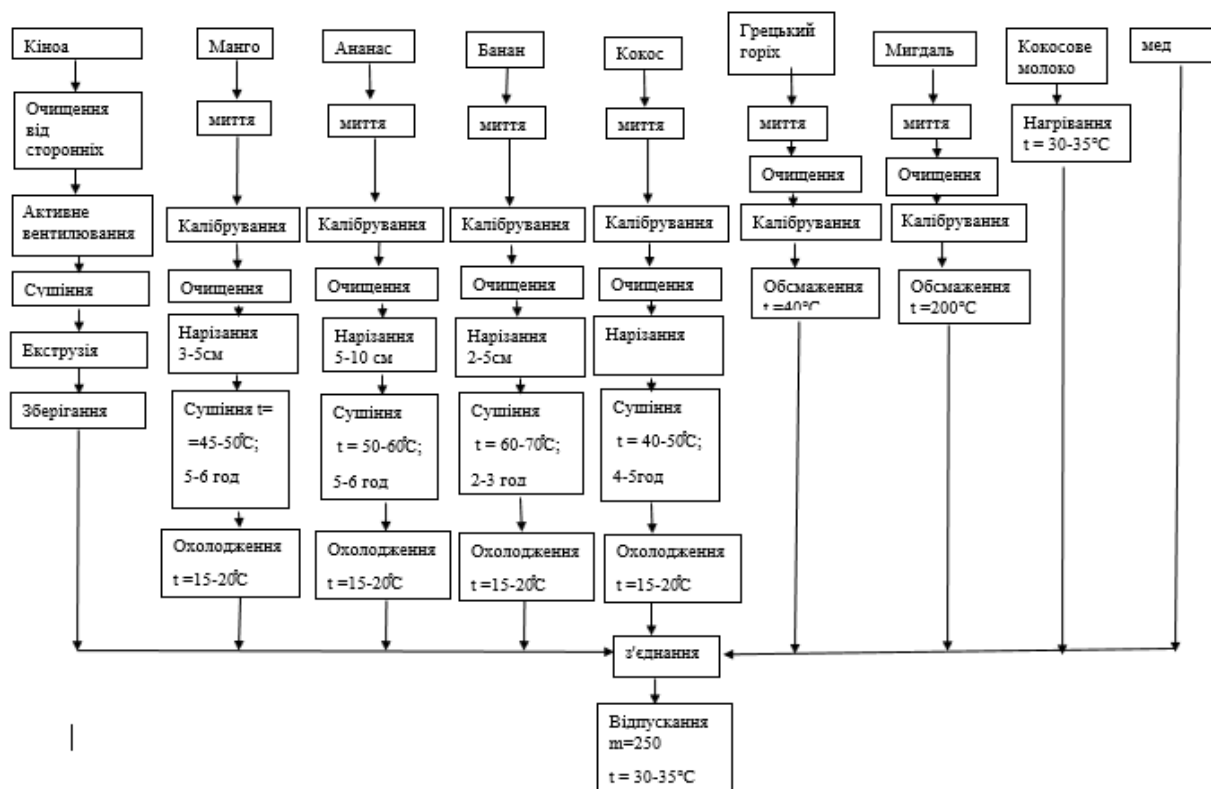 Кіноа
Очищення
від
сторонніх
Активне
вентилювання
Сушіння
Екструзія
Зберігання
Манго
миття
Калібрування
Очищення
Нарізання
3-5см
Сушіння t=
=45-50°C;
5-6 год
Охолодження
t =15-20°C
Ананас
миття
Калібрування
Очищення
Нарізання
5-10 см
Сушіння
t = 50-60°C;
5-6 год
Охолодження
t =15-20°C
Банан
миття
Калібрування
Очищення
Нарізання
2-5см
Сушіння
t = 60-70°C;
2-3 год
Охолодження
t =15-20°C
Кокос
миття
Калібрування
Очищення
Нарізання
Сушіння
t = 40-50°C;
4-5год
Охолодження
t =15-20°C
Грецький
горіх
миття
Очищення
Калібрування
Обсмаження
t =40°C
Мигдаль
миття
Очищення
Калібрування
Обсмаження
t =200°C
Кокосове
молоко
Нагрівання
t = 30-35°C
мед
з'єднання
Відпускання
m=250
t = 30-35°C